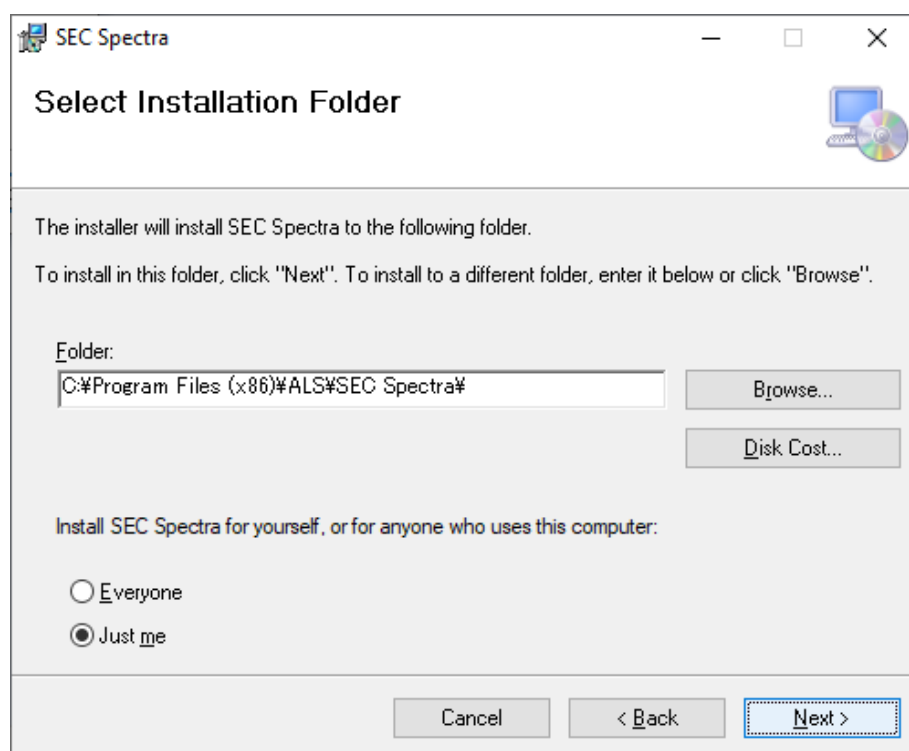 SEC Spectra
Select Installation Folder
The installer will install SEC Spectra to the following folder.
To install in this folder, click "Next". To install to a different folder, enter it below or click "Browse".
Folder:
C:¥Program Files (x86)¥ALS¥SEC Spectra¥
Browse...
Disk Cost...
Install SEC Spectra for yourself, or for anyone who uses this computer:
Everyone
Just me
Cancel
< Back
Next >